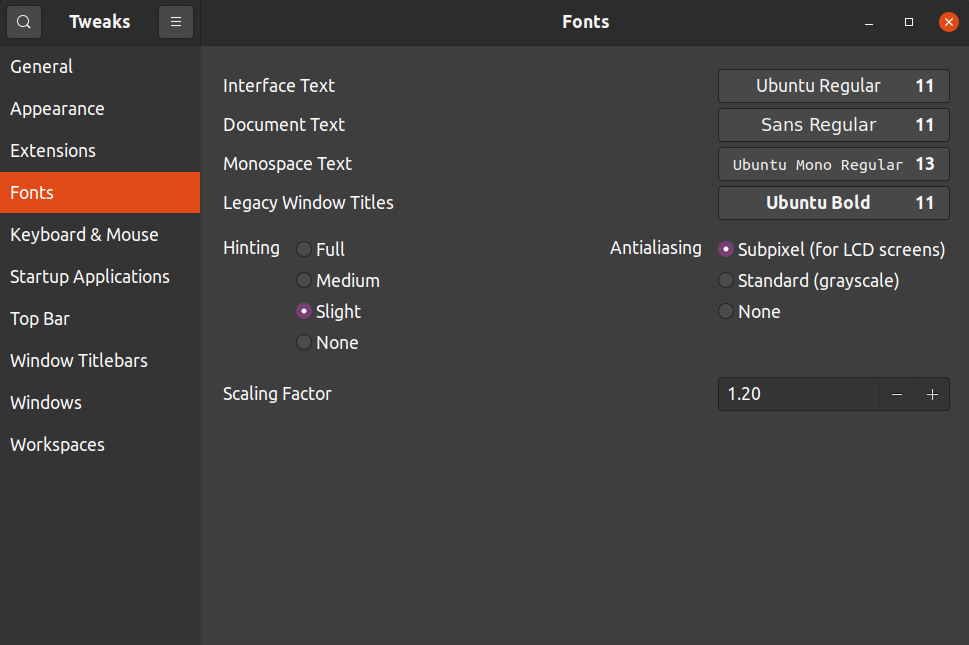 Tweaks
Fonts
General
Appearance
Extensions
Fonts
Keyboard & Mouse
Startup Applications
Top Bar
Window Titlebars
Windows
Workspaces
Interface Text Ubuntu Regular 11
Document Text Sans Regular 11
Monospace Text Ubuntu Mono Regular 13
Legacy Window Titles Ubuntu Bold 11
Hinting Full
Medium
Slight
None
Antialiasing Subpixel (for LCD screens)
Standard (grayscale)
None
Scaling Factor 1.20 − +